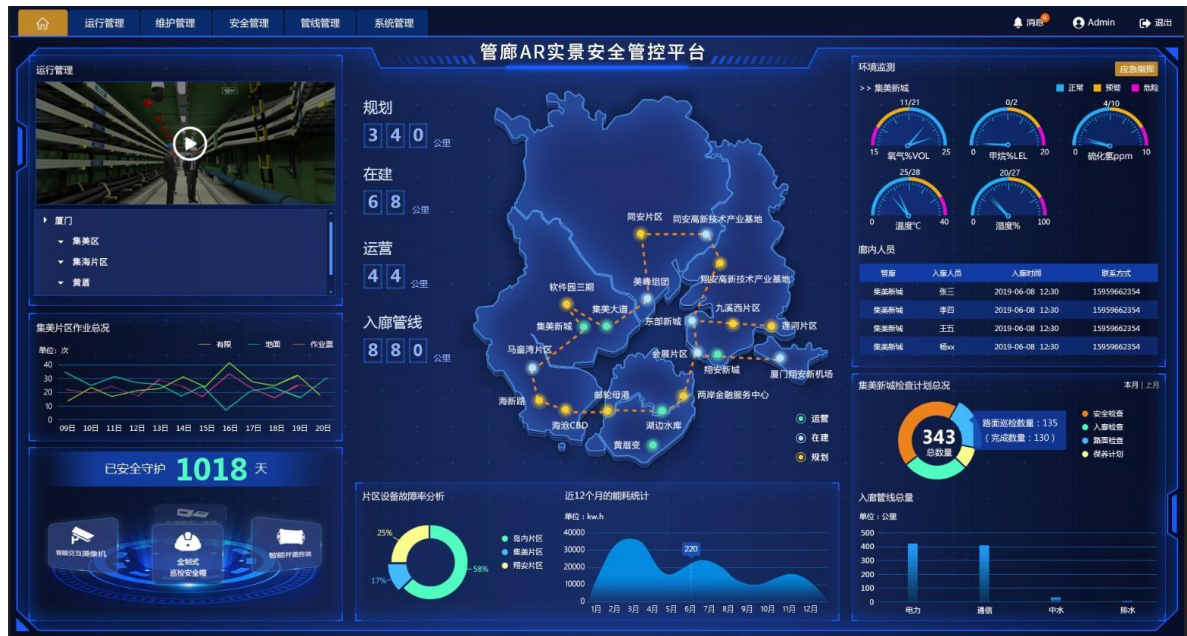 运行管理 维护管理 安全管理 管线管理 系统管理 消息 4 Admin 退出
管廊AR实景安全管控平台
运行管理
厦门
集美区
集海片区
黄厝
集美片区作业总况
单位：次
有限 地面 作业票
40
30
20
10
0
09日 10日 11日 12日 13日 14日 15日 16日 17日 18日 19日 20日
已安全守护 1018 天
智能交互摄像机
全制式
巡检安全帽
智能井盖终端
规划
340 公里
在建
68 公里
运营
44 公里
入廊管线
880 公里
同安片区
同安高新技术产业基地
翔安高新技术产业基地
美峰组团
软件园三期
集美大道
集美新城
东部新城
九溪西片区
莲河片区
马銮湾片区
会展片区
翔安新城
厦门翔安新机场
海新路
邮轮母港
两岸金融服务中心
海沧CBD
湖边水库
黄厝变
运营
在建
规划
片区设备故障率分析
25%
17%
58%
岛内片区
集美片区
翔安片区
近12个月的能耗统计
单位：kw.h
40000
30000
20000
10000
0
220
1月 2月 3月 4月 5月 6月 7月 8月 9月 10月 11月 12月
环境监测 应急指挥
>> 集美新城 正常 预警 危险
11/21
15 氧气%VOL 25
0/2
0 甲烷%LEL 20
4/10
0 硫化氢ppm 10
25/28
0 温度℃ 40
20/27
0 湿度% 100
廊内人员
管廊 入廊人员 入廊时间 联系方式
集美新城 张三 2019-06-08 12:30 15959662354
集美新城 李四 2019-06-08 12:30 15959662354
集美新城 王五 2019-06-08 12:30 15959662354
集美新城 杨xx 2019-06-08 12:30 15959662354
集美新城检查计划总况 本月 | 上月
343
总数量
路面巡检数量：135
（完成数量：130）
安全检查
入廊检查
路面检查
保养计划
入廊管线总量
单位：公里
500
400
300
200
100
0
电力 通信 中水 排水